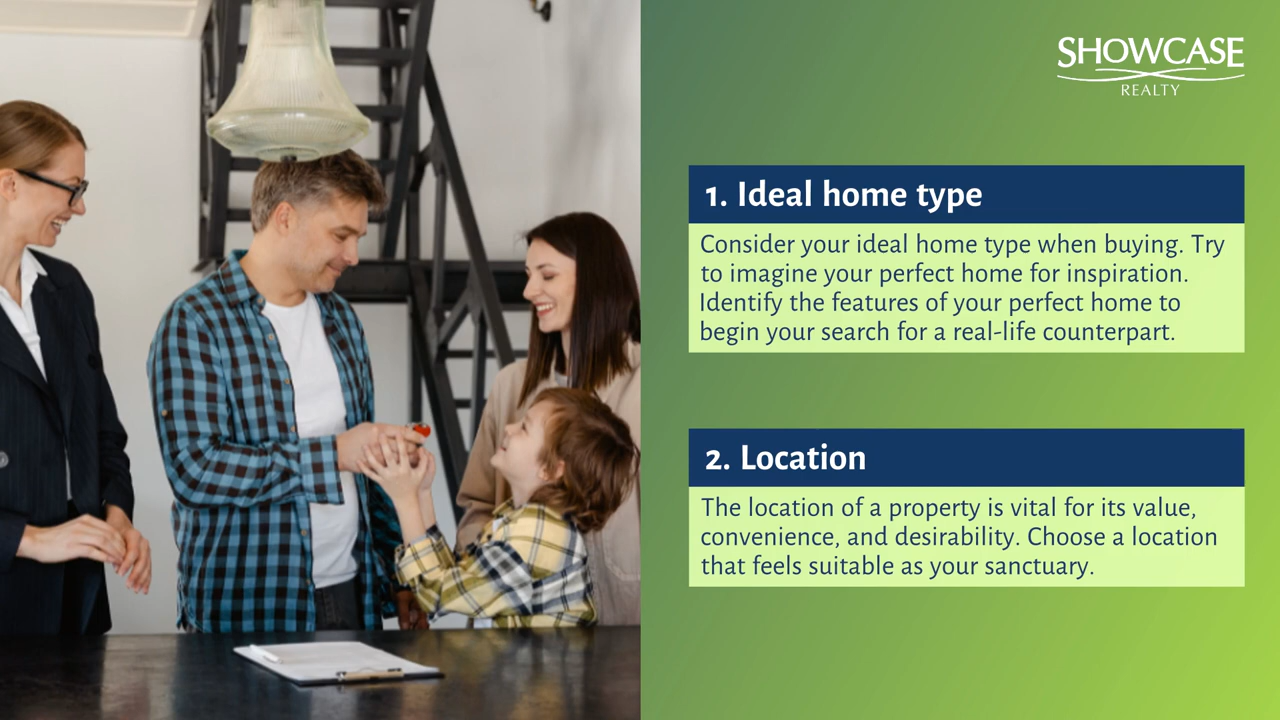 SHOWCASE
REALTY
1. Ideal home type
Consider your ideal home type when buying. Try
to imagine your perfect home for inspiration.
Identify the features of your perfect home to
begin your search for a real-life counterpart.
2. Location
The location of a property is vital for its value,
convenience, and desirability. Choose a location
that feels suitable as your sanctuary.